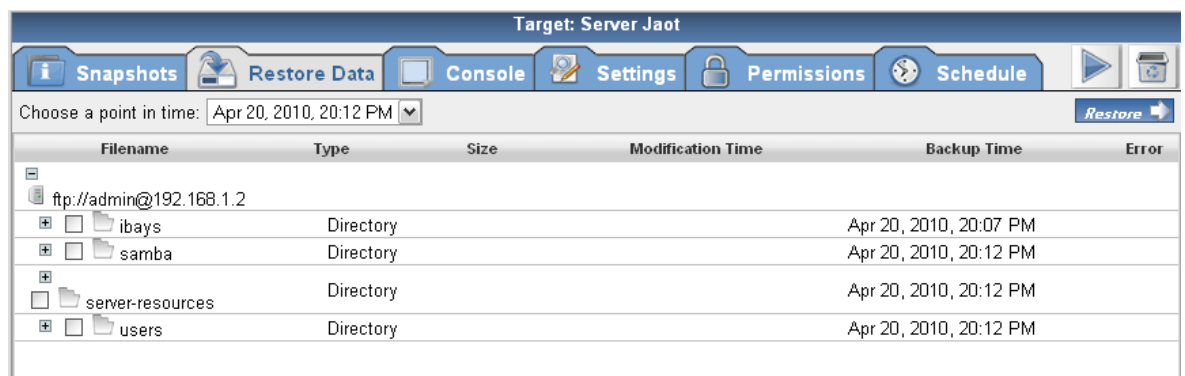 Target: Server Jaot
Snapshots Restore Data Console Settings Permissions Schedule
Choose a point in time: Apr 20, 2010, 20:12 PM Restore
Filename Type Size Modification Time Backup Time Error
ftp://admin@192.168.1.2
ibays Directory Apr 20, 2010, 20:07 PM
samba Directory Apr 20, 2010, 20:12 PM
server-resources Directory Apr 20, 2010, 20:12 PM
users Directory Apr 20, 2010, 20:12 PM